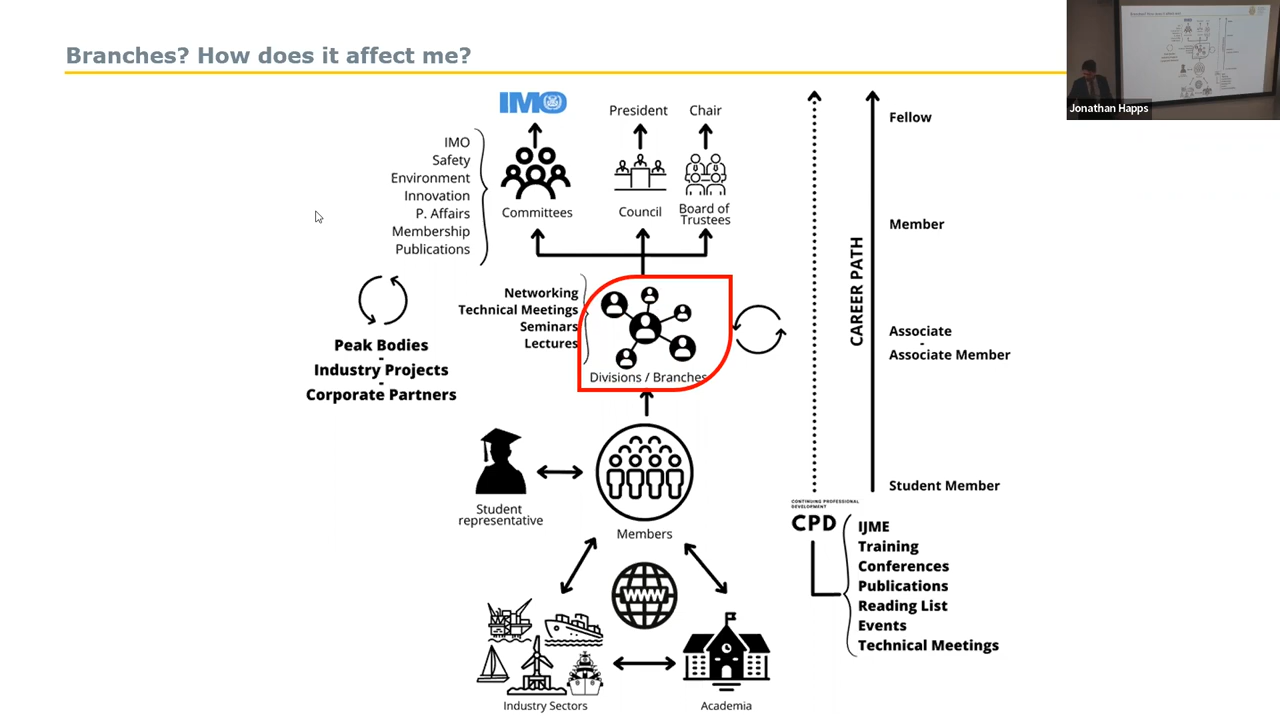 Branches? How does it affect me?
Jonathan Happs
IMO
President
Chair
IMO
Safety
Environment
Innovation
P. Affairs
Membership
Publications
Committees
Council
Board of
Trustees
Networking
Technical Meetings
Seminars
Lectures
Divisions / Branches
Peak Bodies
-
Industry Projects
-
Corporate Partners
Student
representative
Members
WWW
Industry Sectors
Academia
CAREER PATH
Fellow
Member
Associate
-
Associate Member
Student Member
CONTINUING PROFESSIONAL
DEVELOPMENT
CPD
IJME
Training
Conferences
Publications
Reading List
Events
Technical Meetings